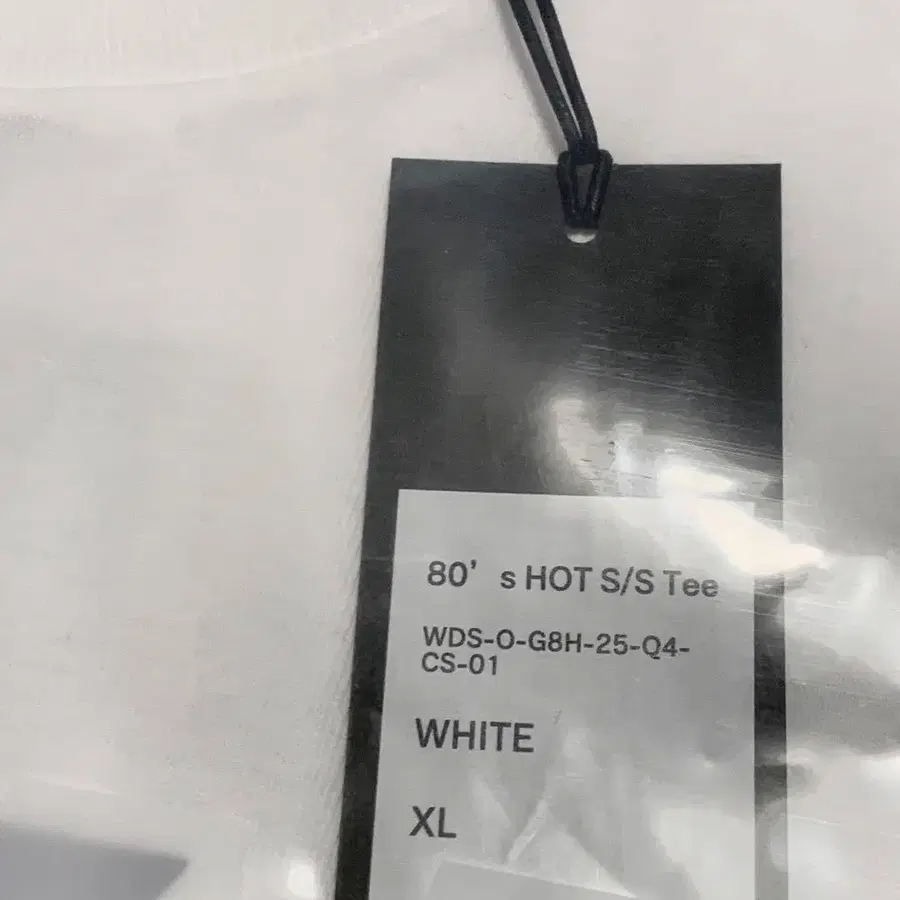 80's HOT S/S Tee
WDS-O-G8H-25-Q4-
CS-01
WHITE
XL